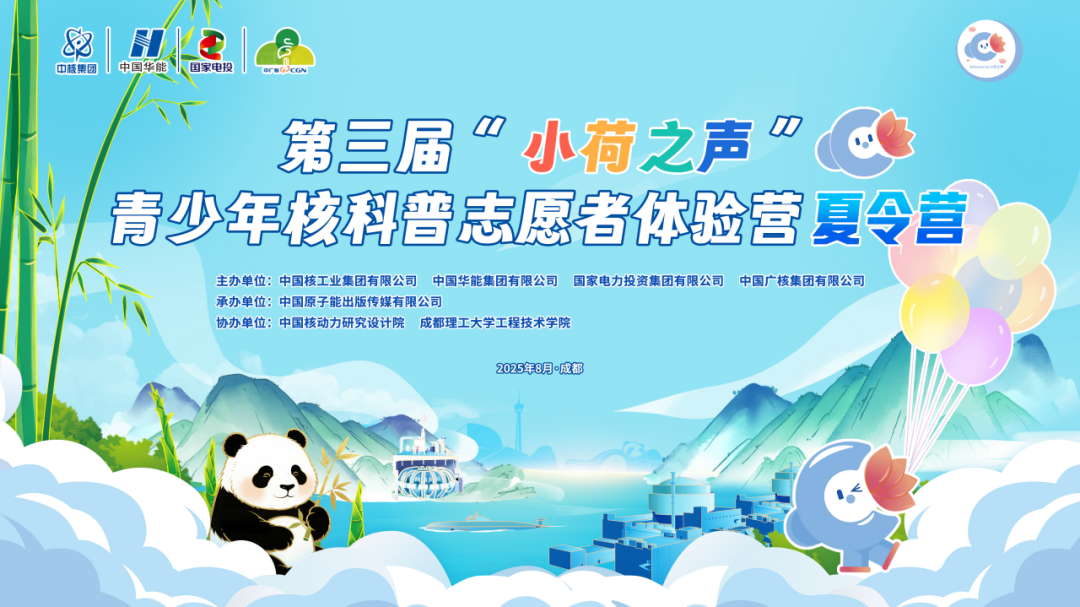 中核集团
中国华能
国家电投
中广核 CGN
第三届“小荷之声”
青少年核科普志愿者体验营夏令营
主办单位：中国核工业集团有限公司 中国华能集团有限公司 国家电力投资集团有限公司 中国广核集团有限公司
承办单位：中国原子能出版传媒有限公司
协办单位：中国核动力研究设计院 成都理工大学工程技术学院
2025年8月·成都